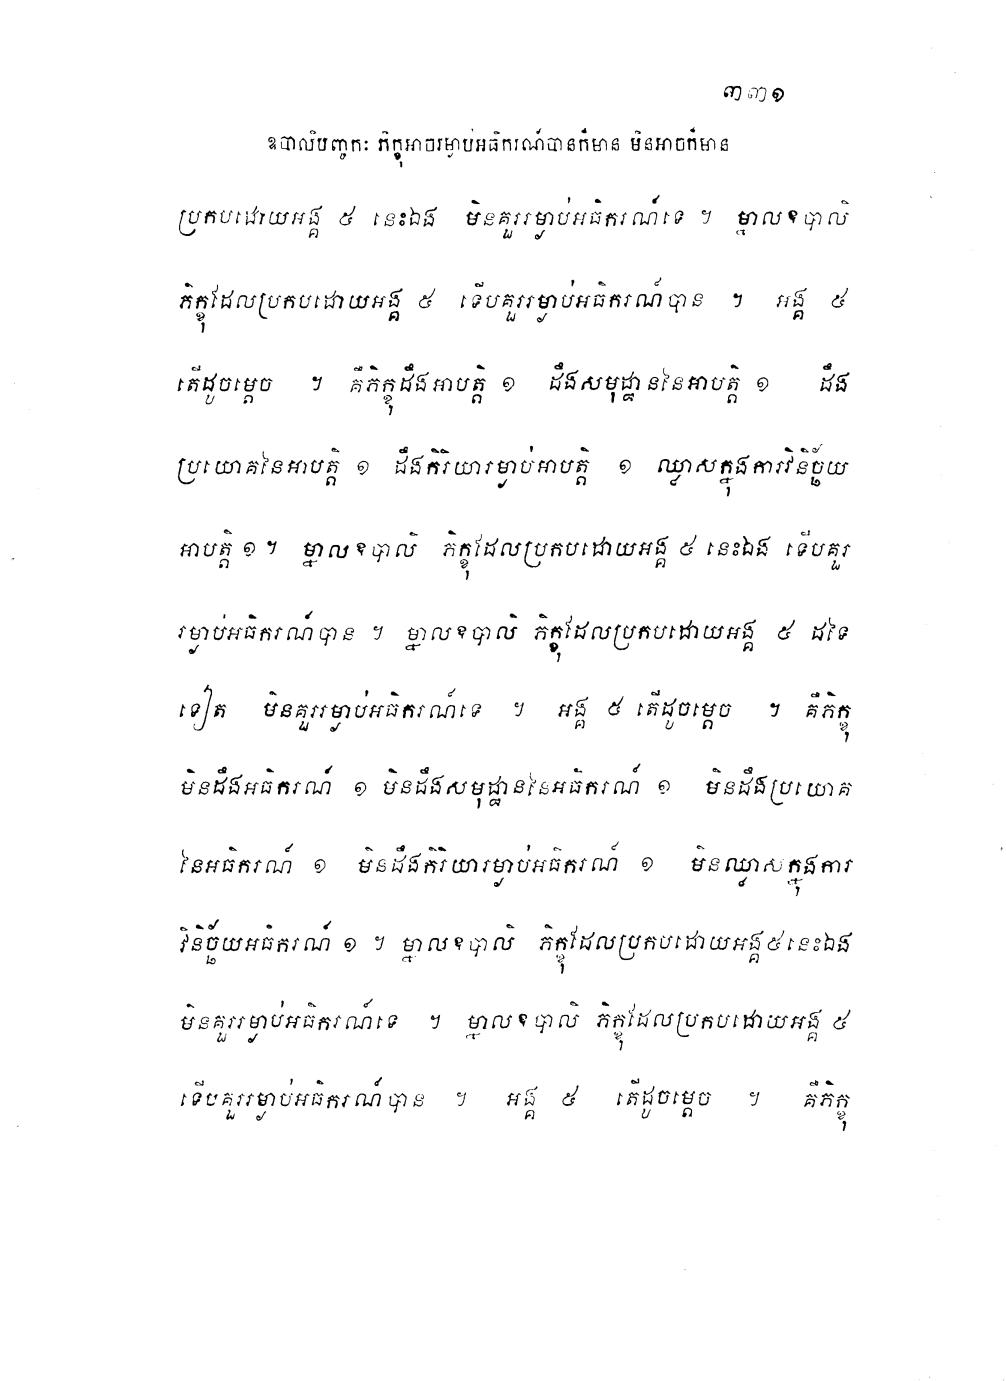 ៣៣១
ឧបាលិបញ្ចកៈ ភិក្ខុអាចរម្ងាប់អធិករណ៍បានក៏មាន មិនអាចក៏មាន
ប្រកបដោយអង្គ ៥ នេះឯង មិនគួររម្ងាប់អធិករណ៍ទេ ។ ម្នាលឧបាលិ
ភិក្ខុដែលប្រកបដោយអង្គ ៥ ទើបគួររម្ងាប់អធិករណ៍បាន ។ អង្គ ៥
តើដូចម្តេច ។ គឺភិក្ខុដឹងអាបត្តិ ១ ដឹងសមុដ្ឋាននៃអាបត្តិ ១ ដឹង
ប្រយោគនៃអាបត្តិ ១ ដឹងកិរិយារម្ងាប់អាបត្តិ ១ ឈ្លាសក្នុងការវិនិច្ឆ័យ
អាបត្តិ ១ ។ ម្នាលឧបាលិ ភិក្ខុដែលប្រកបដោយអង្គ ៥ នេះឯង ទើបគួរ
រម្ងាប់អធិករណ៍បាន ។ ម្នាលឧបាលិ ភិក្ខុដែលប្រកបដោយអង្គ ៥ ដទៃ
ទៀត មិនគួររម្ងាប់អធិករណ៍ទេ ។ អង្គ ៥ តើដូចម្តេច ។ គឺភិក្ខុ
មិនដឹងអធិករណ៍ ១ មិនដឹងសមុដ្ឋាននៃអធិករណ៍ ១ មិនដឹងប្រយោគ
នៃអធិករណ៍ ១ មិនដឹងកិរិយារម្ងាប់អធិករណ៍ ១ មិនឈ្លាសក្នុងការ
វិនិច្ឆ័យអធិករណ៍ ១ ។ ម្នាលឧបាលិ ភិក្ខុដែលប្រកបដោយអង្គ៥នេះឯង
មិនគួររម្ងាប់អធិករណ៍ទេ ។ ម្នាលឧបាលិ ភិក្ខុដែលប្រកបដោយអង្គ ៥
ទើបគួររម្ងាប់អធិករណ៍បាន ។ អង្គ ៥ តើដូចម្តេច ។ គឺភិក្ខុ